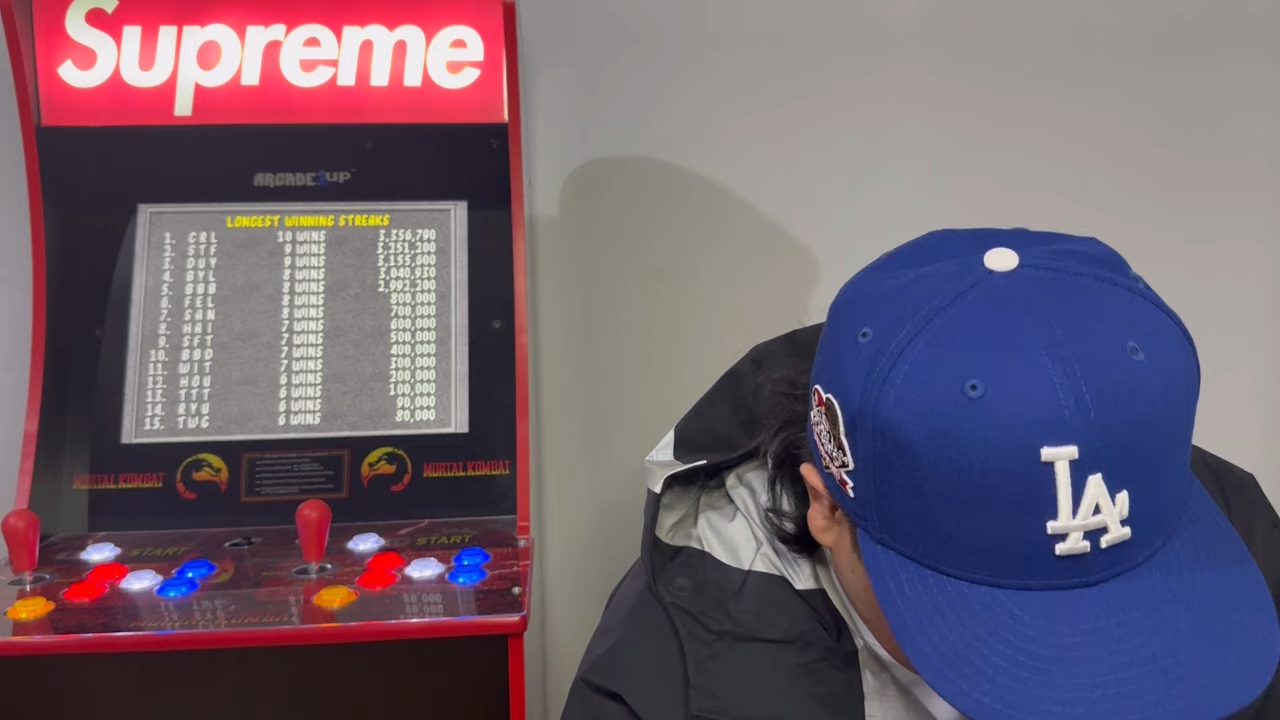 Supreme
ARCADE1UP
LONGEST WINNING STREAKS
1. GRL 10 WINS 3,356,790
2. STF 9 WINS 3,251,200
3. DUY 9 WINS 3,155,600
4. BYL 8 WINS 3,040,930
5. BBB 8 WINS 2,992,200
6. FEL 8 WINS 800,000
7. SAN 8 WINS 700,000
8. HAI 7 WINS 600,000
9. SFT 7 WINS 500,000
10. BBD 7 WINS 400,000
11. WIT 7 WINS 300,000
12. HOU 6 WINS 200,000
13. TTT 6 WINS 100,000
14. RYU 6 WINS 90,000
15. TWG 6 WINS 80,000
MORTAL KOMBAT
MORTAL KOMBAT
START
START
MORTAL KOMBAT
LA